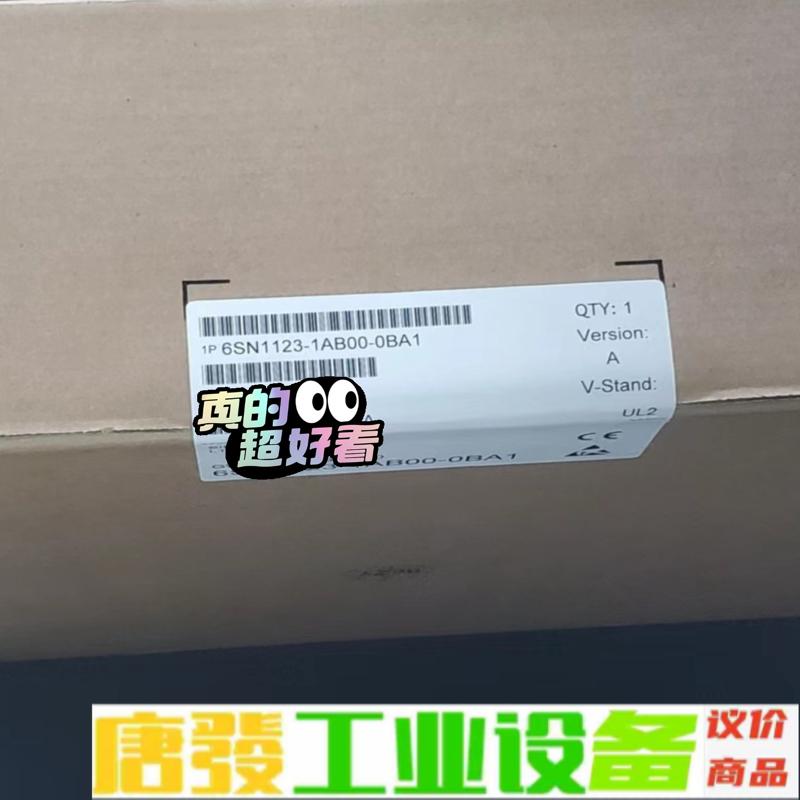 1P 6SN1123-1AB00-0BA1
QTY: 1
Version:
A
V-Stand:
UL2
真的
超好看
CE
AB00-0BA1
唐發工业设备
议价
商品